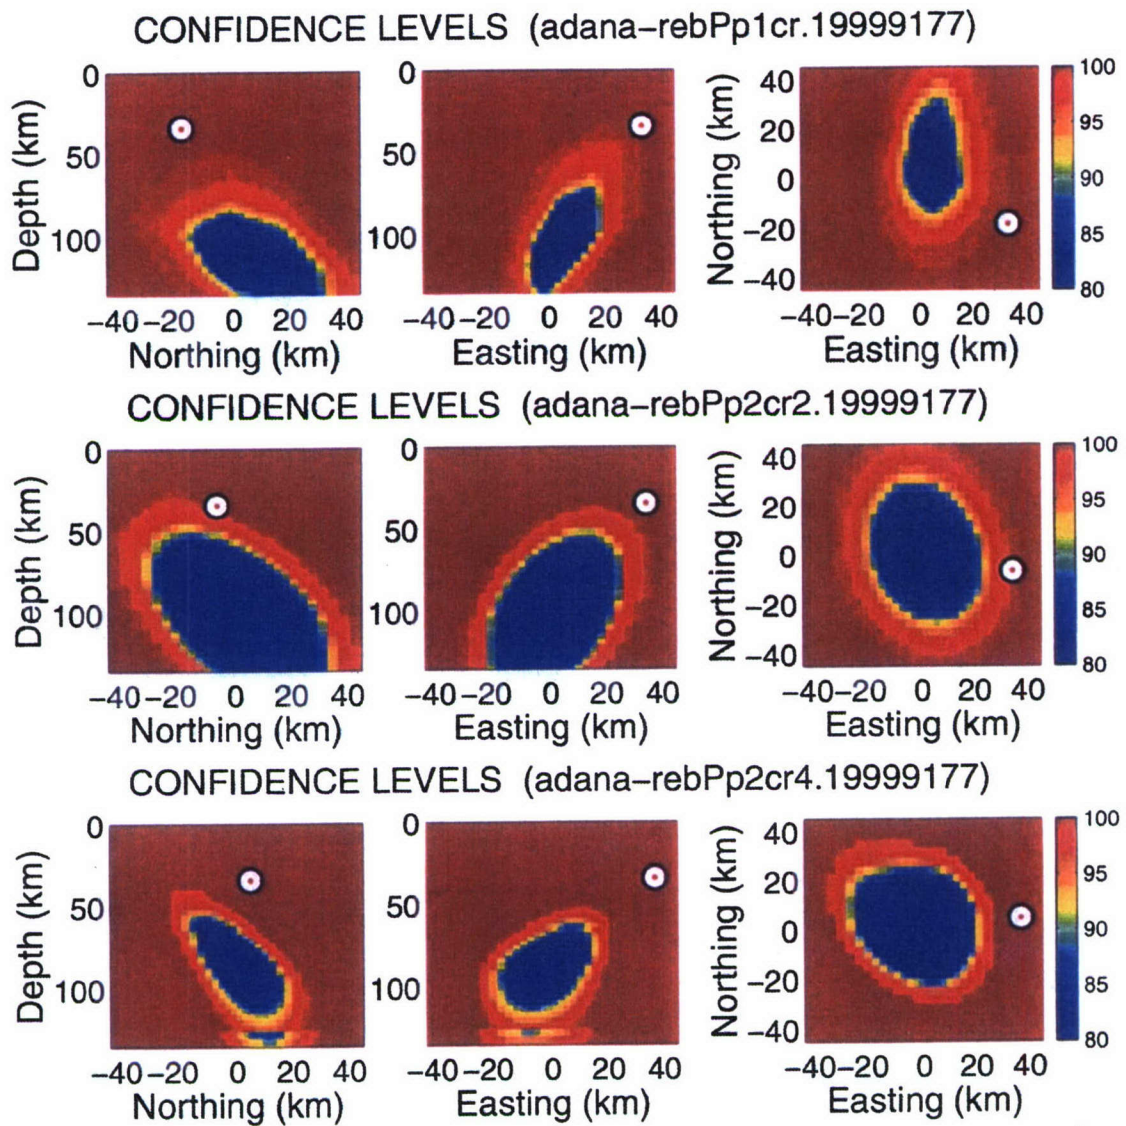 CONFIDENCE LEVELS (adana-rebPp1cr.19999177)
0
50
100
Depth (km)
-40 -20 0 20 40
Northing (km)
0
50
100
-40 -20 0 20 40
Easting (km)
40
20
0
-20
-40
Northing (km)
-40 -20 0 20 40
Easting (km)
100
95
90
85
80
CONFIDENCE LEVELS (adana-rebPp2cr2.19999177)
0
50
100
Depth (km)
-40 -20 0 20 40
Northing (km)
0
50
100
-40 -20 0 20 40
Easting (km)
40
20
0
-20
-40
Northing (km)
-40 -20 0 20 40
Easting (km)
100
95
90
85
80
CONFIDENCE LEVELS (adana-rebPp2cr4.19999177)
0
50
100
Depth (km)
-40 -20 0 20 40
Northing (km)
0
50
100
-40 -20 0 20 40
Easting (km)
40
20
0
-20
-40
Northing (km)
-40 -20 0 20 40
Easting (km)
100
95
90
85
80